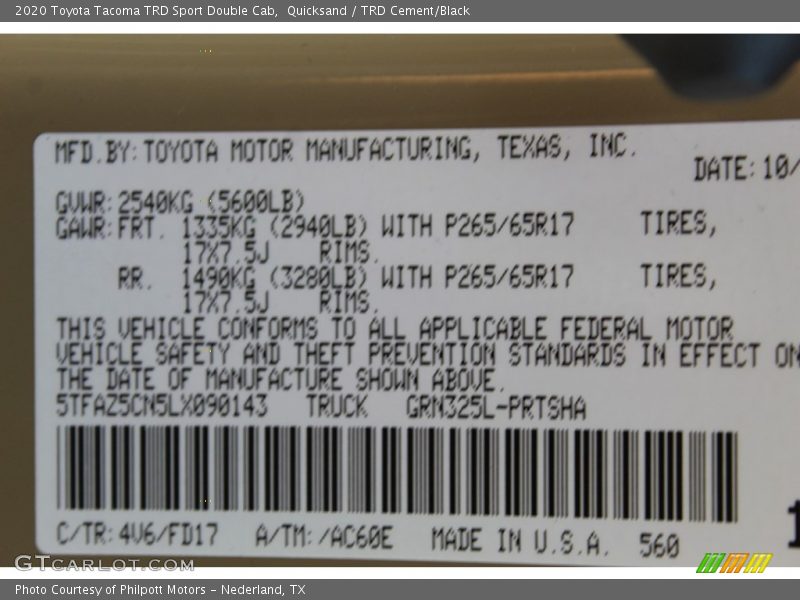 2020 Toyota Tacoma TRD Sport Double Cab,  Quicksand / TRD Cement/Black
MFD.BY:TOYOTA MOTOR MANUFACTURING, TEXAS, INC.
DATE:10/
GVWR:2540KG (5600LB)
GAWR:FRT. 1335KG (2940LB) WITH P265/65R17 TIRES,
17X7.5J RIMS.
RR. 1490KG (3280LB) WITH P265/65R17 TIRES,
17X7.5J RIMS.
THIS VEHICLE CONFORMS TO ALL APPLICABLE FEDERAL MOTOR
VEHICLE SAFETY AND THEFT PREVENTION STANDARDS IN EFFECT ON
THE DATE OF MANUFACTURE SHOWN ABOVE.
5TFAZ5CN5LX090143 TRUCK GRN325L-PRTSHA
C/TR:4V6/FD17 A/TM:/AC60E MADE IN U.S.A. 560
GTCARLOT.COM
Photo Courtesy of Philpott Motors - Nederland, TX